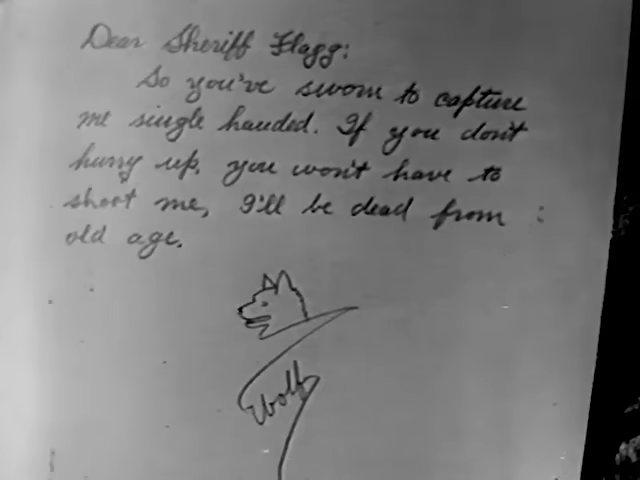 Dear Sheriff Flagg:
So you've sworn to capture
me single handed. If you don't
hurry up, you won't have to
shoot me, I'll be dead from
old age.
Wolf